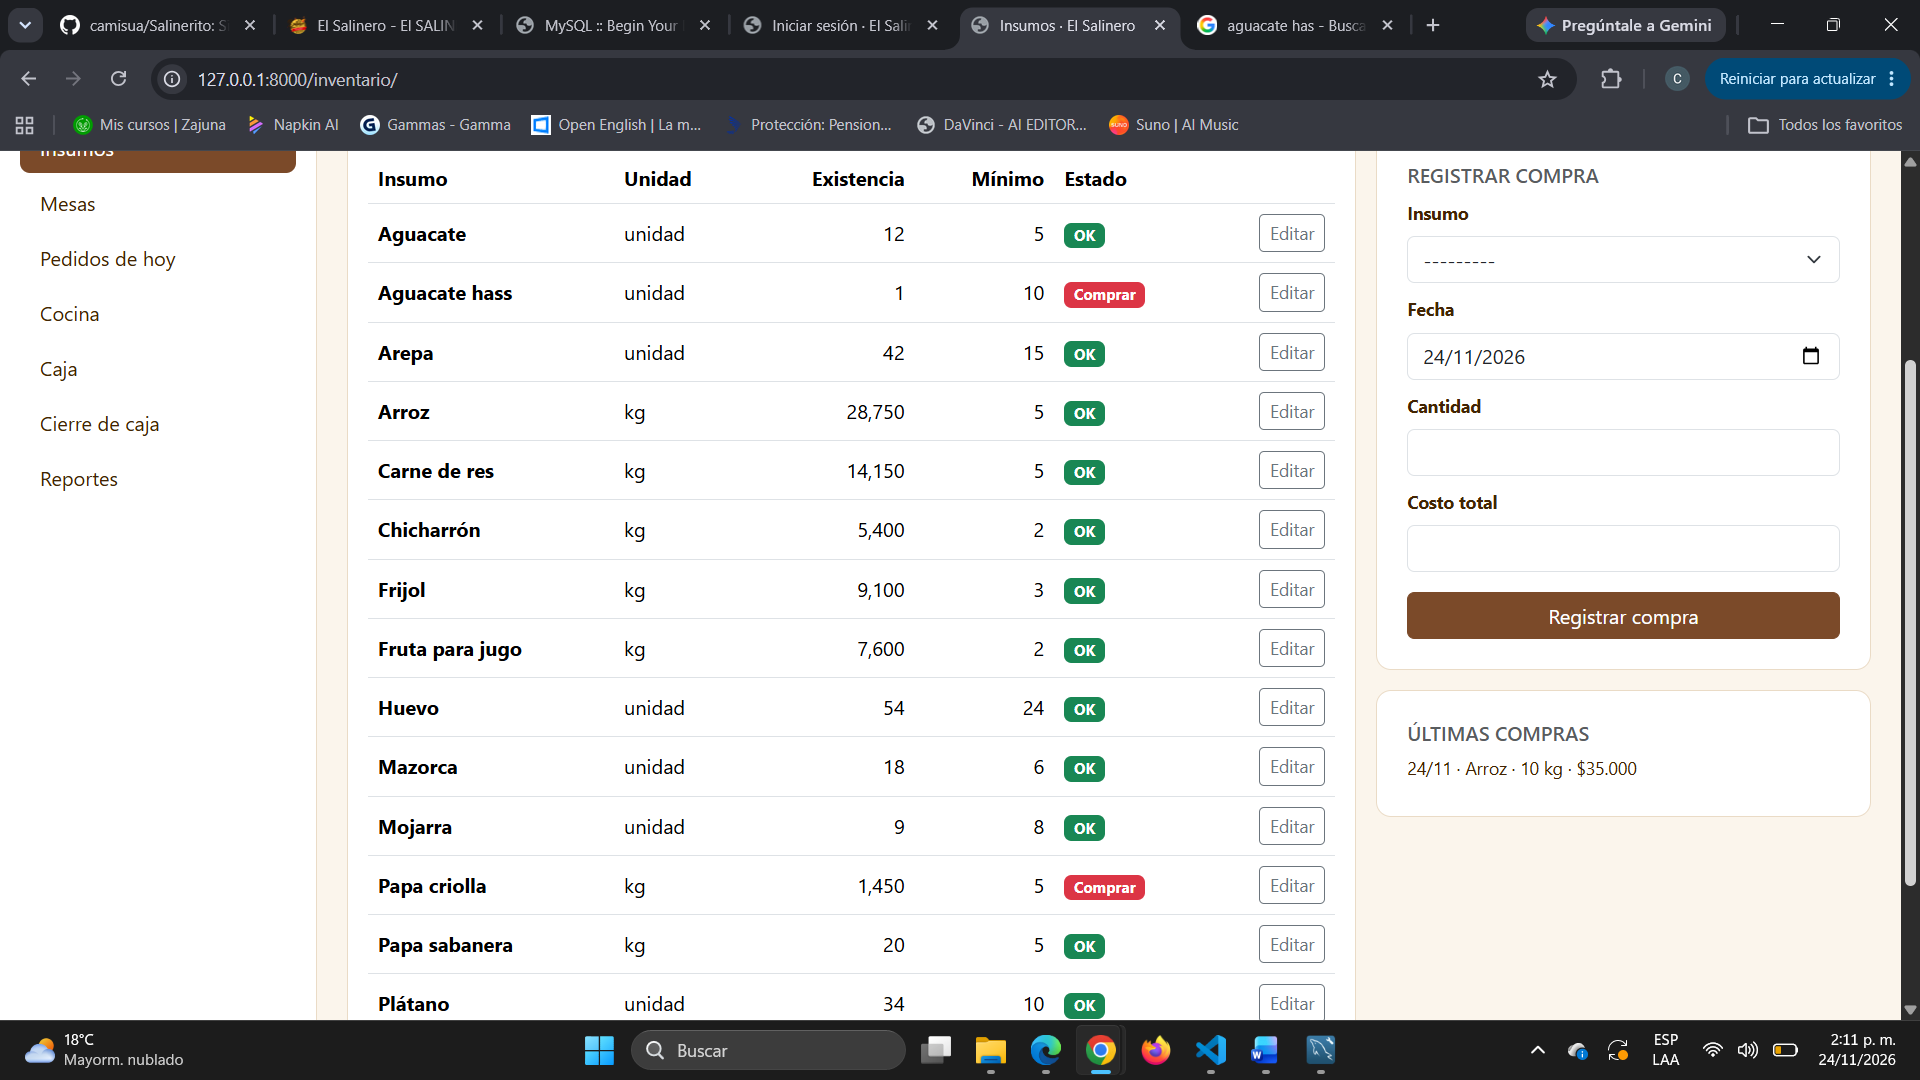 camisua/Salinerito: S
El Salinero - El SALIN
MySQL :: Begin Your
Iniciar sesión · El Sali
Insumos · El Salinero
aguacate has - Busca
Pregúntale a Gemini
127.0.0.1:8000/inventario/
C
Reiniciar para actualizar
Mis cursos | Zajuna
Napkin AI
Gammas - Gamma
Open English | La m...
Protección: Pension...
DaVinci - AI EDITOR...
Suno | AI Music
Todos los favoritos
Insumos
Mesas
Pedidos de hoy
Cocina
Caja
Cierre de caja
Reportes
Insumo Unidad Existencia Mínimo Estado
Aguacate unidad 12 5 OK Editar
Aguacate hass unidad 1 10 Comprar Editar
Arepa unidad 42 15 OK Editar
Arroz kg 28,750 5 OK Editar
Carne de res kg 14,150 5 OK Editar
Chicharrón kg 5,400 2 OK Editar
Frijol kg 9,100 3 OK Editar
Fruta para jugo kg 7,600 2 OK Editar
Huevo unidad 54 24 OK Editar
Mazorca unidad 18 6 OK Editar
Mojarra unidad 9 8 OK Editar
Papa criolla kg 1,450 5 Comprar Editar
Papa sabanera kg 20 5 OK Editar
Plátano unidad 34 10 OK Editar
REGISTRAR COMPRA
Insumo
---------
Fecha
24/11/2026
Cantidad
Costo total
Registrar compra
ÚLTIMAS COMPRAS
24/11 · Arroz · 10 kg · $35.000
18°C
Mayorm. nublado
Buscar
ESP
LAA
2:11 p. m.
24/11/2026